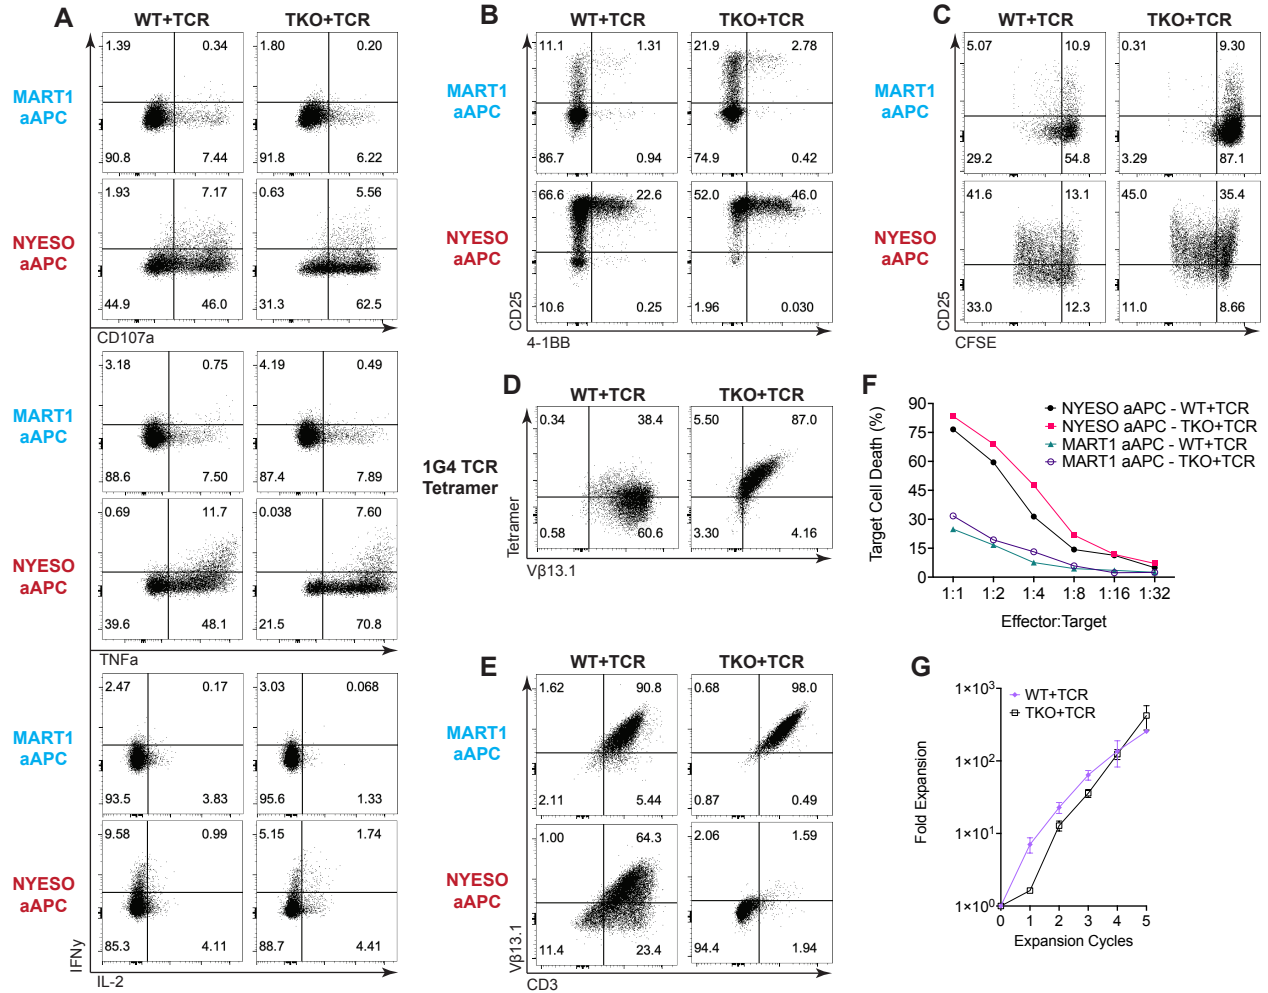 A
WT+TCR
TKO+TCR
MART1
aAPC
1.39
0.34
90.8
7.44
1.80
0.20
91.8
6.22
NYESO
aAPC
1.93
7.17
44.9
46.0
0.63
5.56
31.3
62.5
CD107a
MART1
aAPC
3.18
0.75
88.6
7.50
4.19
0.49
87.4
7.89
NYESO
aAPC
0.69
11.7
39.6
48.1
0.038
7.60
21.5
70.8
TNFa
MART1
aAPC
2.47
0.17
93.5
3.83
3.03
0.068
95.6
1.33
NYESO
aAPC
9.58
0.99
85.3
4.11
5.15
1.74
88.7
4.41
IFNy
IL-2
B
WT+TCR
TKO+TCR
MART1
aAPC
11.1
1.31
86.7
0.94
21.9
2.78
74.9
0.42
NYESO
aAPC
66.6
22.6
10.6
0.25
52.0
46.0
1.96
0.030
CD25
4-1BB
C
WT+TCR
TKO+TCR
MART1
aAPC
5.07
10.9
29.2
54.8
0.31
9.30
3.29
87.1
NYESO
aAPC
41.6
13.1
33.0
12.3
45.0
35.4
11.0
8.66
CD25
CFSE
D
WT+TCR
TKO+TCR
1G4 TCR
Tetramer
0.34
38.4
0.58
60.6
5.50
87.0
3.30
4.16
Tetramer
Vβ13.1
E
WT+TCR
TKO+TCR
MART1
aAPC
1.62
90.8
2.11
5.44
0.68
98.0
0.87
0.49
NYESO
aAPC
1.00
64.3
11.4
23.4
2.06
1.59
94.4
1.94
Vβ13.1
CD3
F
NYESO aAPC - WT+TCR
NYESO aAPC - TKO+TCR
MART1 aAPC - WT+TCR
MART1 aAPC - TKO+TCR
Target Cell Death (%)
90
75
60
45
30
15
0
1:1
1:2
1:4
1:8
1:16
1:32
Effector:Target
G
WT+TCR
TKO+TCR
Fold Expansion
1×10³
1×10²
1×10¹
1×10⁰
0
1
2
3
4
5
Expansion Cycles